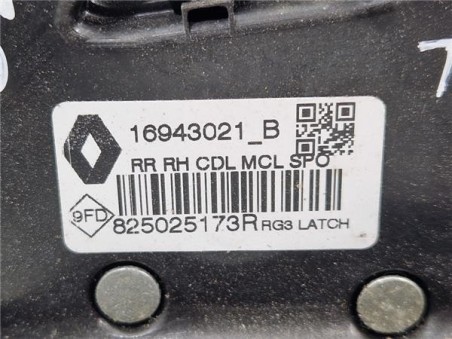 16943021_B
RR RH CDL MCL SPO
9FD
825025173R RG3 LATCH